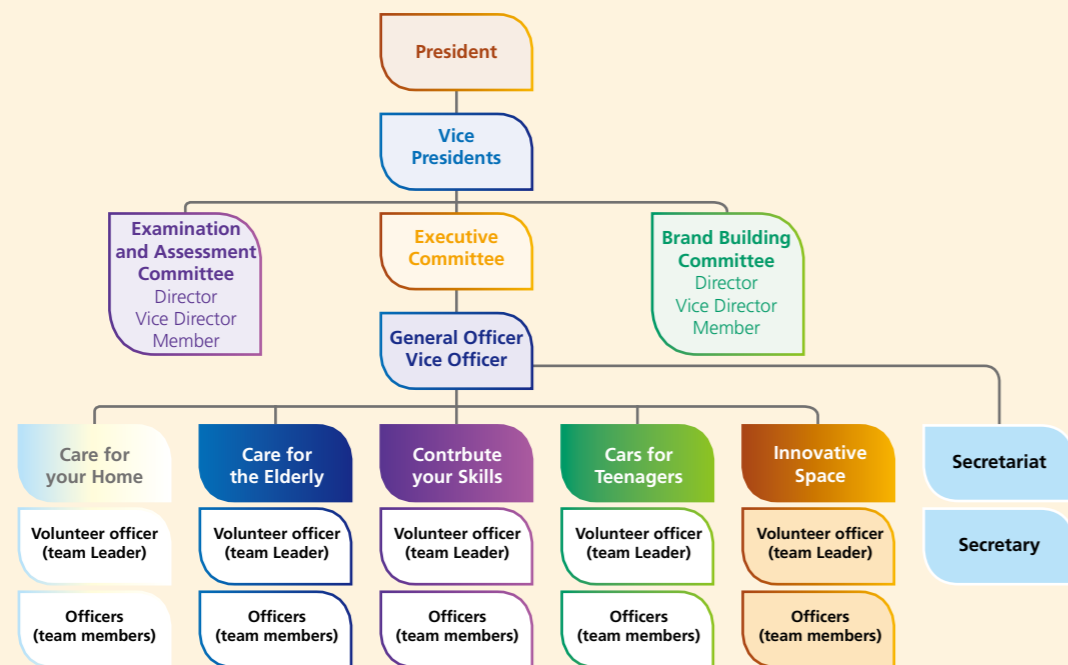 President
Vice
Presidents
Examination
and Assessment
Committee
Director
Vice Director
Member
Executive
Committee
Brand Building
Committee
Director
Vice Director
Member
General Officer
Vice Officer
Care for
your Home
Care for
the Elderly
Contrbute
your Skills
Cars for
Teenagers
Innovative
Space
Secretariat
Volunteer officer
(team Leader)
Volunteer officer
(team Leader)
Volunteer officer
(team Leader)
Volunteer officer
(team Leader)
Volunteer officer
(team Leader)
Secretary
Officers
(team members)
Officers
(team members)
Officers
(team members)
Officers
(team members)
Officers
(team members)